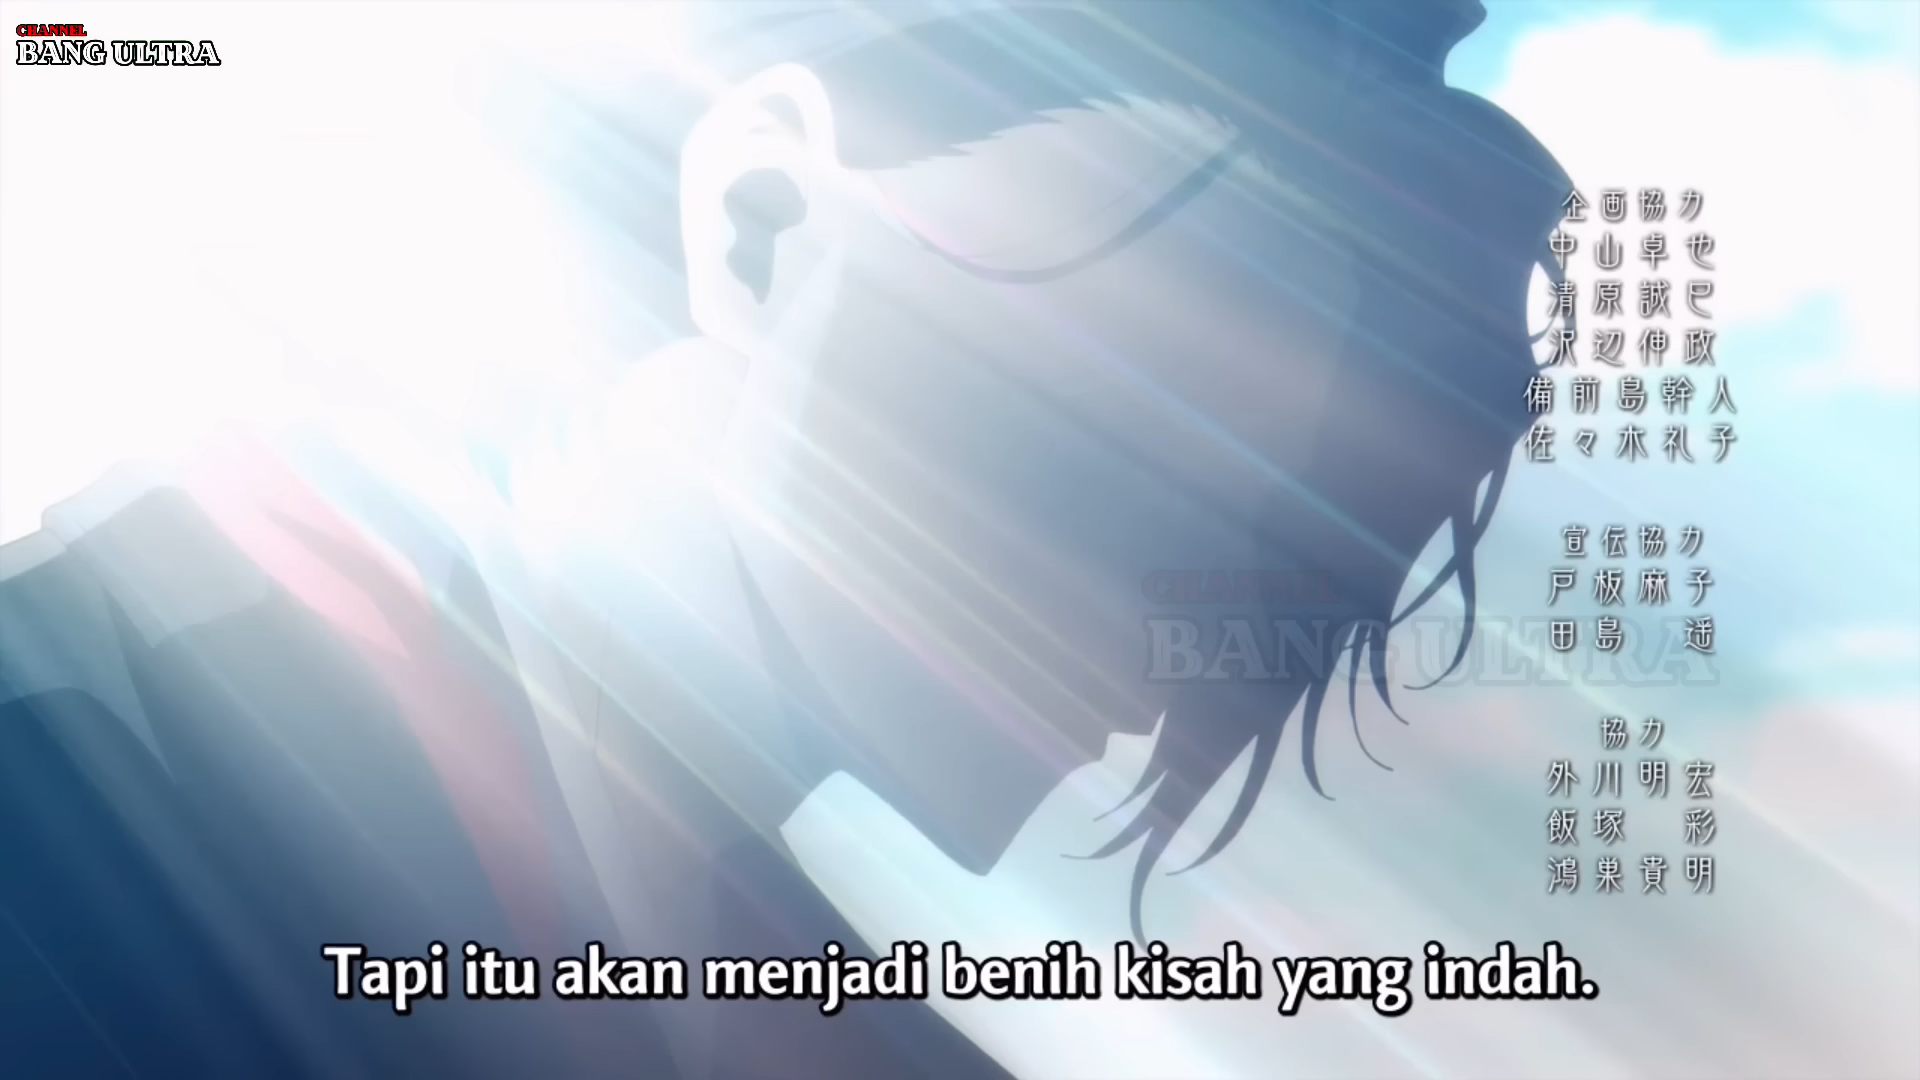 CHANNEL
BANG ULTRA
企画協力
中山卓也
清原誠巳
沢辺伸政
備前島幹人
佐々木礼子
宣伝協力
戸板麻子
田島 遥
協力
外川明宏
飯塚 彩
鴻巣貴明
CHANNEL
BANG ULTRA
Tapi itu akan menjadi benih kisah yang indah.